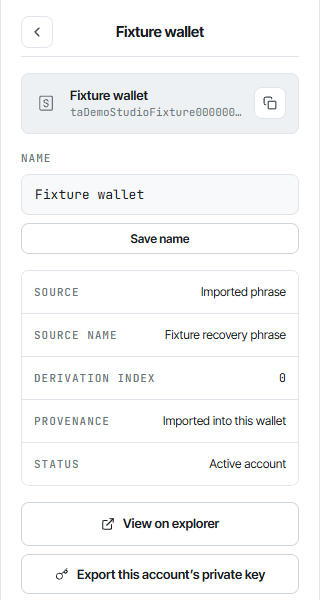 Fixture wallet
Fixture wallet
taDemoStudioFixture000000…
NAME
Fixture wallet
Save name
SOURCE Imported phrase
SOURCE NAME Fixture recovery phrase
DERIVATION INDEX 0
PROVENANCE Imported into this wallet
STATUS Active account
View on explorer
Export this account's private key